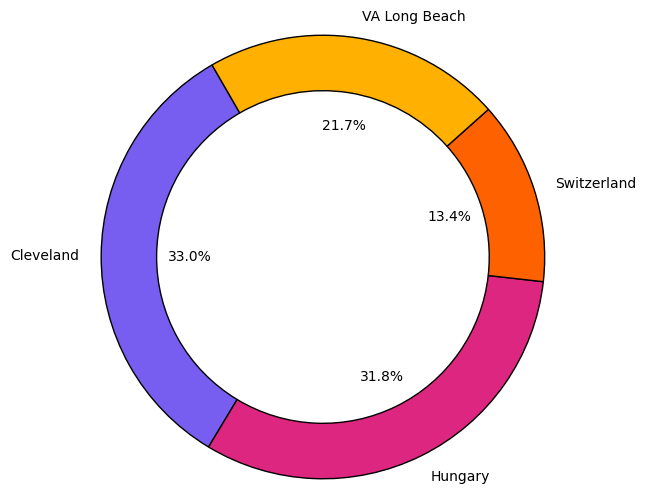 VA Long Beach
21.7%
Switzerland
13.4%
Cleveland
33.0%
31.8%
Hungary